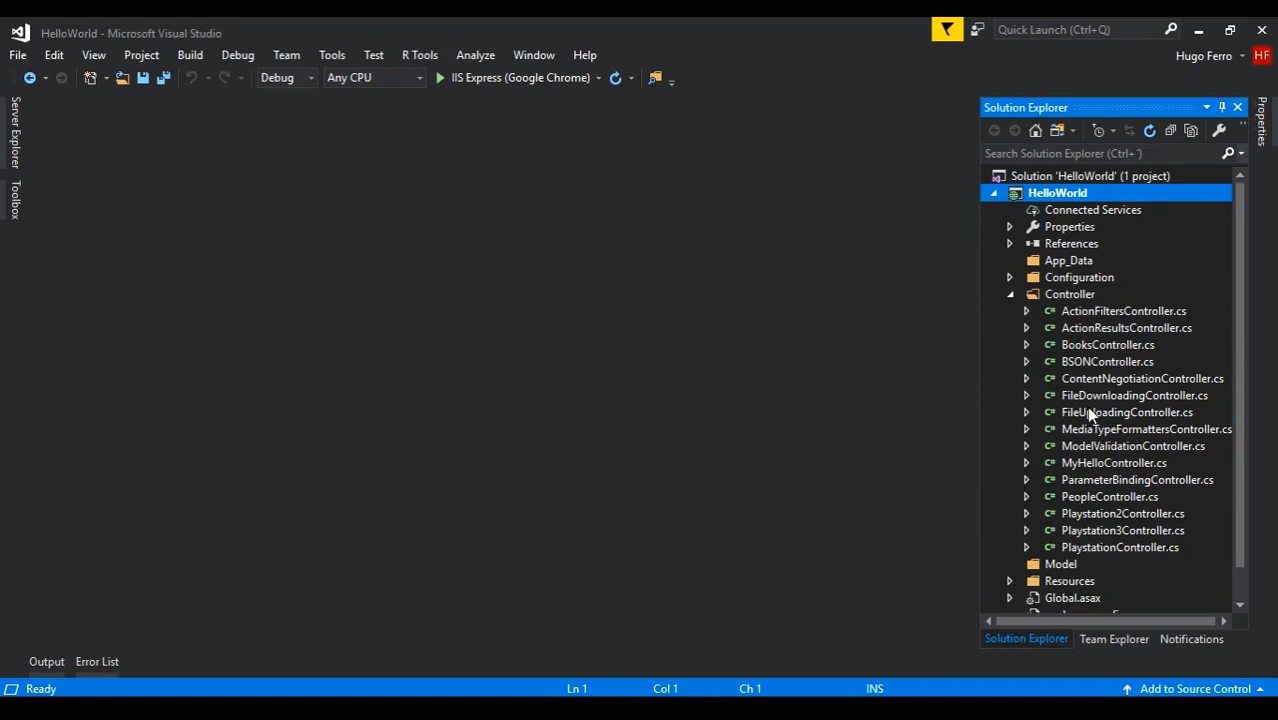 HelloWorld - Microsoft Visual Studio
Quick Launch (Ctrl+Q)
File Edit View Project Build Debug Team Tools Test R Tools Analyze Window Help
Hugo Ferro HF
Debug Any CPU IIS Express (Google Chrome)
Server Explorer
Toolbox
Solution Explorer
Properties
Search Solution Explorer (Ctrl+´)
Solution 'HelloWorld' (1 project)
HelloWorld
Connected Services
Properties
References
App_Data
Configuration
Controller
C# ActionFiltersController.cs
C# ActionResultsController.cs
C# BooksController.cs
C# BSONController.cs
C# ContentNegotiationController.cs
C# FileDownloadingController.cs
C# FileUploadingController.cs
C# MediaTypeFormattersController.cs
C# ModelValidationController.cs
C# MyHelloController.cs
C# ParameterBindingController.cs
C# PeopleController.cs
C# Playstation2Controller.cs
C# Playstation3Controller.cs
C# PlaystationController.cs
Model
Resources
Global.asax
Solution Explorer Team Explorer Notifications
Output Error List
Ready Ln 1 Col 1 Ch 1 INS Add to Source Control